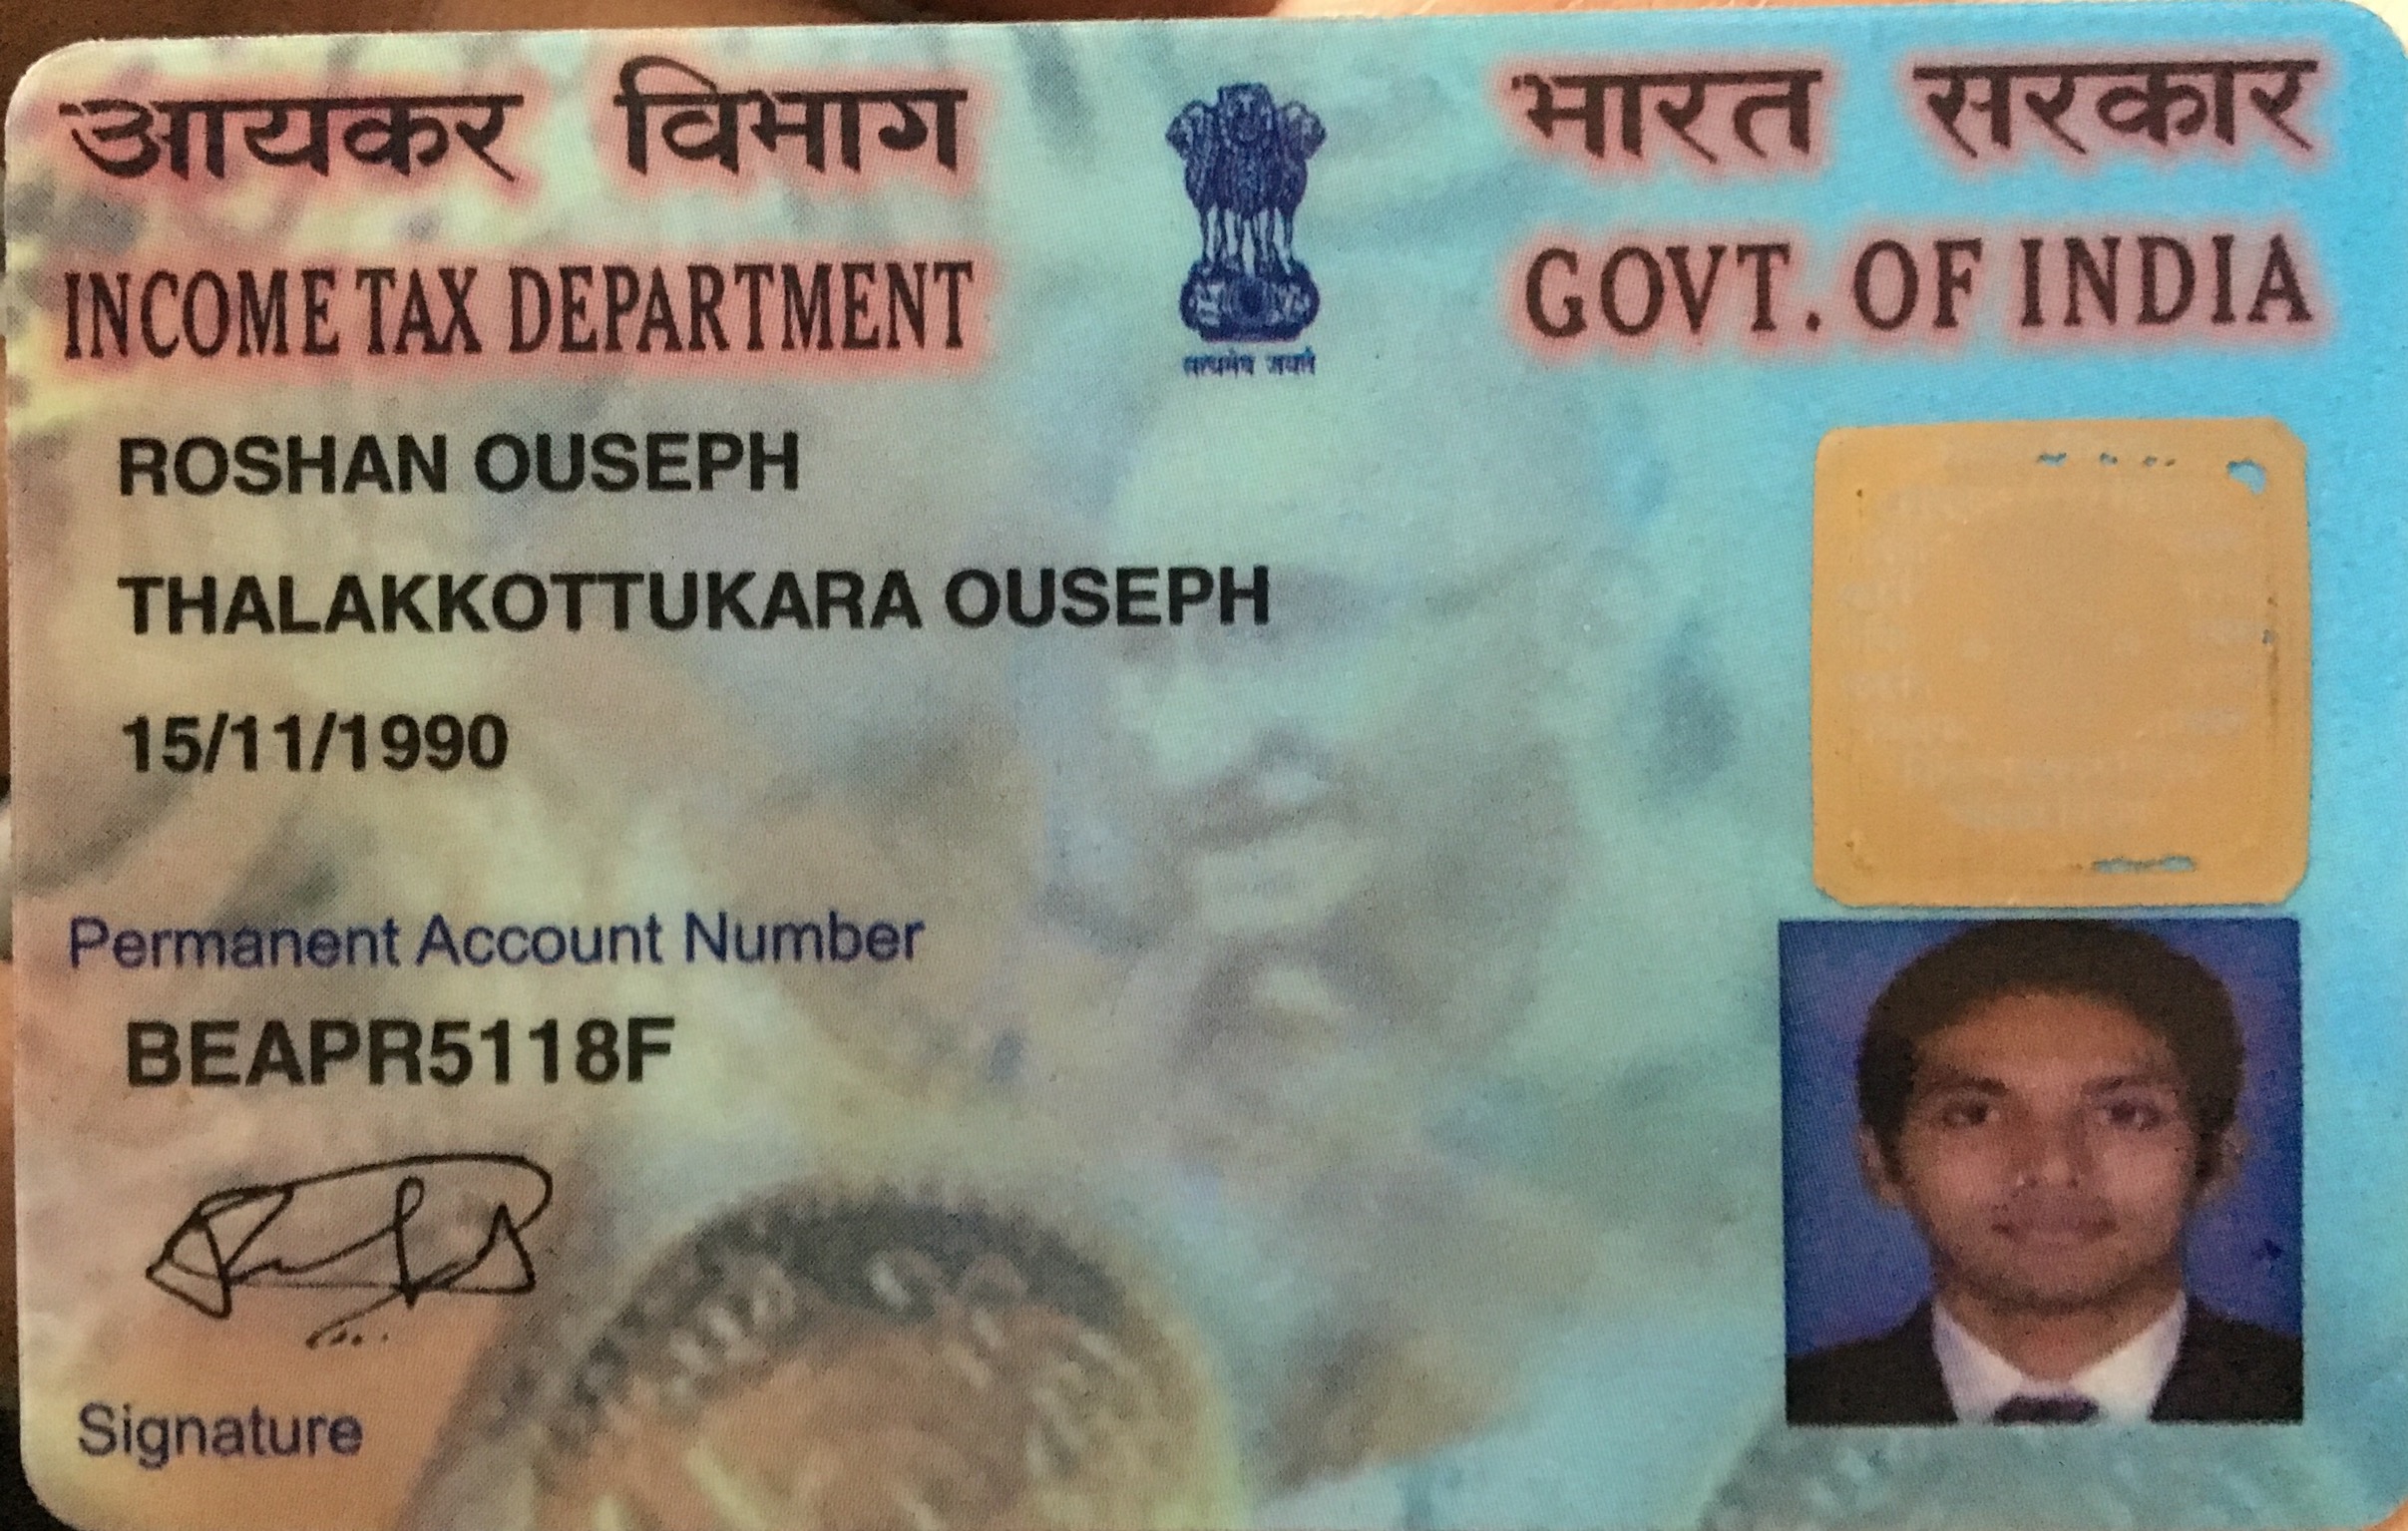 आयकर विभाग
भारत सरकार
INCOME TAX DEPARTMENT
GOVT. OF INDIA
सत्यमेव जयते
ROSHAN OUSEPH
THALAKKOTTUKARA OUSEPH
15/11/1990
Permanent Account Number
BEAPR5118F
Signature